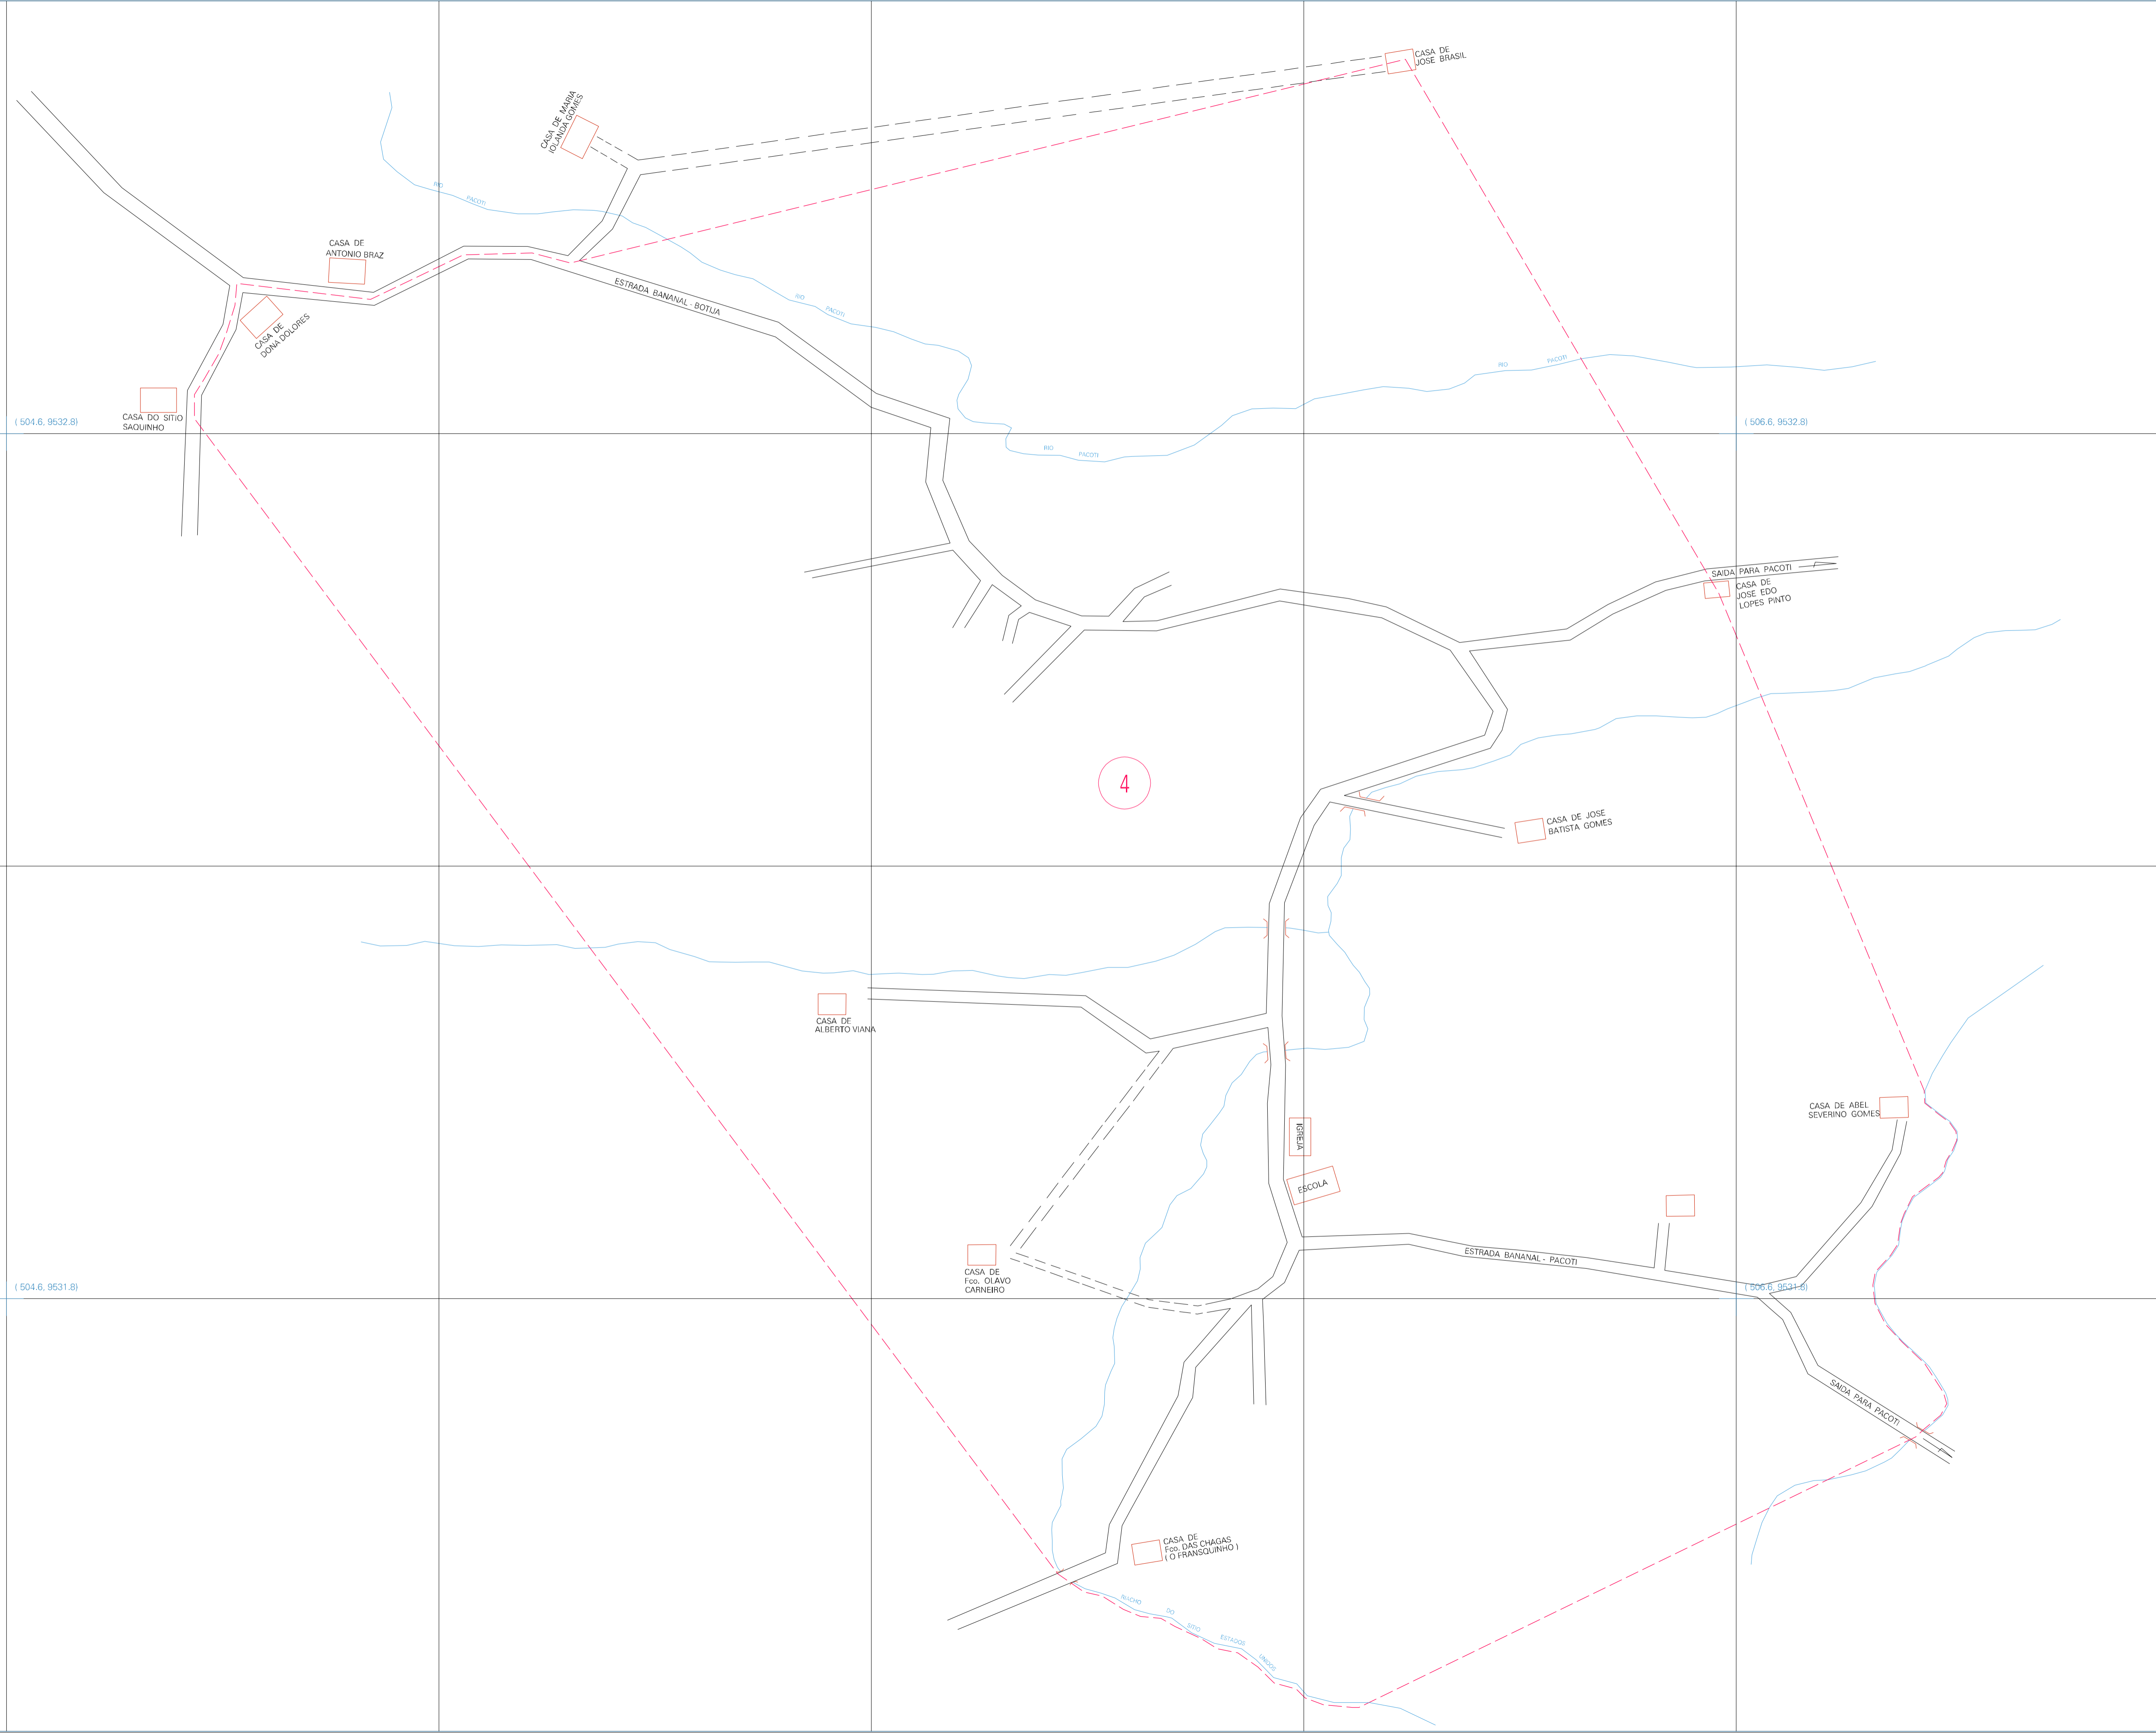 CASA DE
JOSE BRASIL
CASA DE MARIA
IOLANDA GOMES
RIO PACOTI
CASA DE
ANTONIO BRAZ
ESTRADA BANANAL - BOTIJA
RIO PACOTI
CASA DE
DONA DOLORES
RIO PACOTI
CASA DO SITIO
SAQUINHO
( 504.6, 9532.8)
( 506.6, 9532.8)
RIO PACOTI
SAIDA PARA PACOTI
CASA DE
JOSE EDO
LOPES PINTO
4
CASA DE JOSE
BATISTA GOMES
CASA DE
ALBERTO VIANA
CASA DE ABEL
SEVERINO GOMES
IGREJA
ESCOLA
ESTRADA BANANAL - PACOTI
CASA DE
Fco. OLAVO
CARNEIRO
( 504.6, 9531.8)
( 506.6, 9531.8)
SAIDA PARA PACOTI
CASA DE
Fco. DAS CHAGAS
( O FRANSQUINHO )
RIACHO DO SITIO ESTADOS UNIDOS